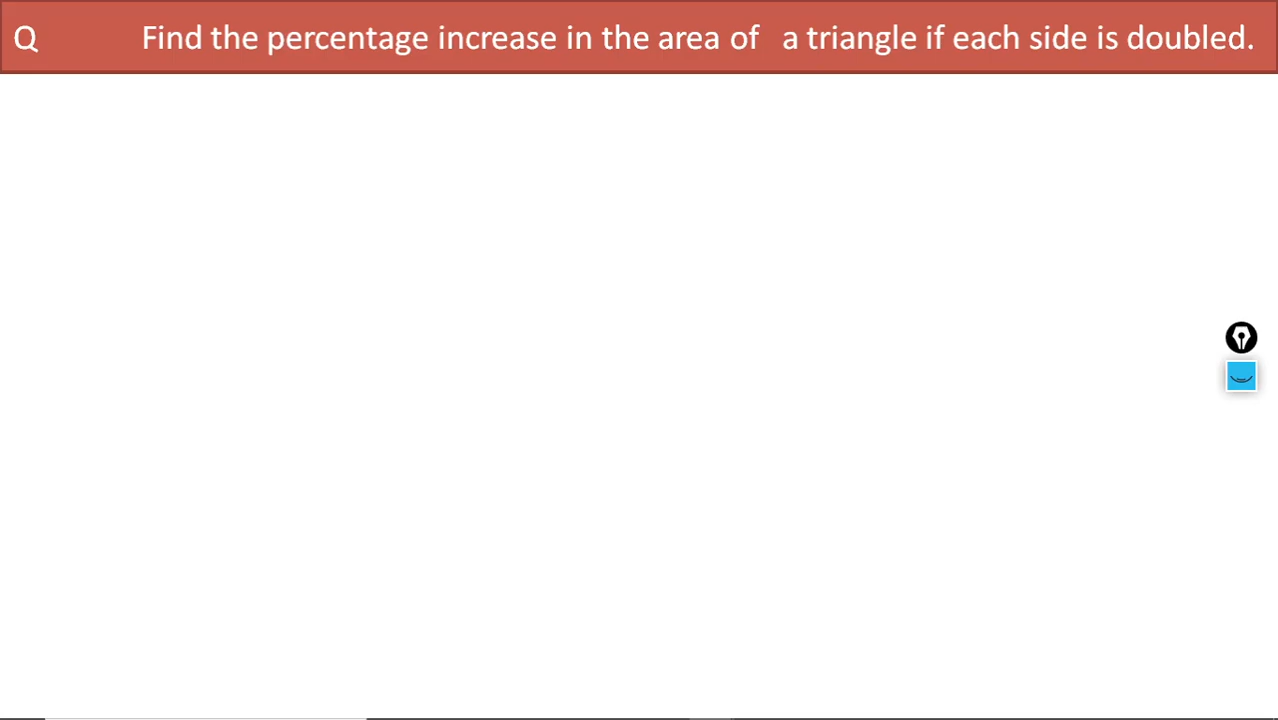 Q Find the percentage increase in the area of a triangle if each side is doubled.